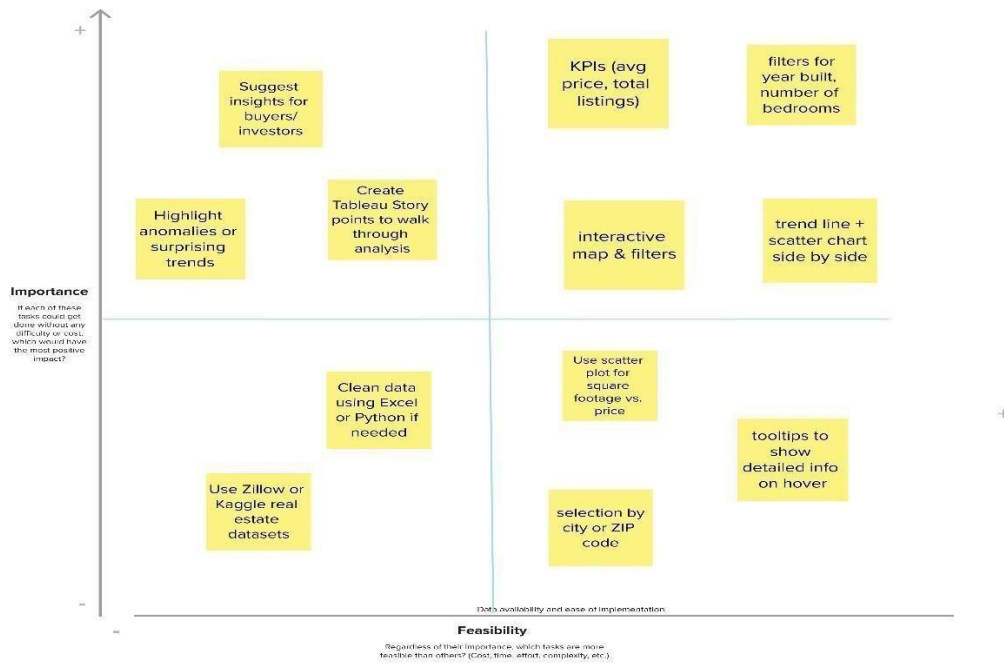 +
Suggest
insights for
buyers/
investors
KPIs (avg
price, total
listings)
filters for
year built,
number of
bedrooms
Highlight
anomalies or
surprising
trends
Create
Tableau Story
points to walk
through
analysis
interactive
map & filters
trend line +
scatter chart
side by side
Importance
If each of these
tasks could get
done without any
difficulty or cost,
which would have
the most positive
impact?
Clean data
using Excel
or Python if
needed
Use scatter
plot for
square
footage vs.
price
+
tooltips to
show
detailed info
on hover
Use Zillow or
Kaggle real
estate
datasets
selection by
city or ZIP
code
-
Data availability and ease of implementation
-
Feasibility
Regardless of their importance, which tasks are more
feasible than others? (Cost, time, effort, complexity, etc.)